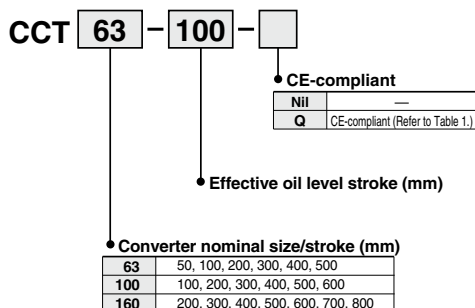 CCT 63 – 100 –
CE-compliant
Nil —
Q CE-compliant (Refer to Table 1.)
Effective oil level stroke (mm)
Converter nominal size/stroke (mm)
63 50, 100, 200, 300, 400, 500
100 100, 200, 300, 400, 500, 600
160 200, 300, 400, 500, 600, 700, 800